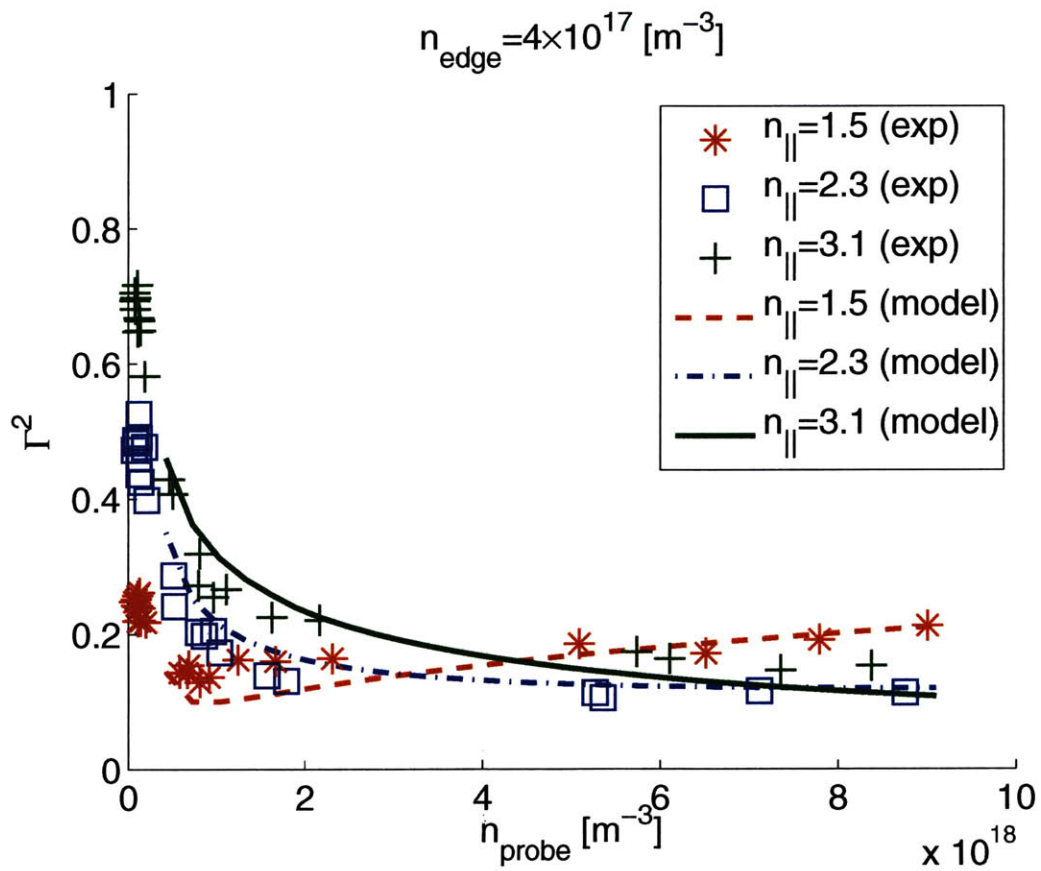 n_edge=4×10^17 [m^−3]
1
0.8
0.6
0.4
0.2
0
Γ^2
n_||=1.5 (exp)
n_||=2.3 (exp)
n_||=3.1 (exp)
n_||=1.5 (model)
n_||=2.3 (model)
n_||=3.1 (model)
0 2 4 6 8 10
n_probe [m^−3]
x 10^18